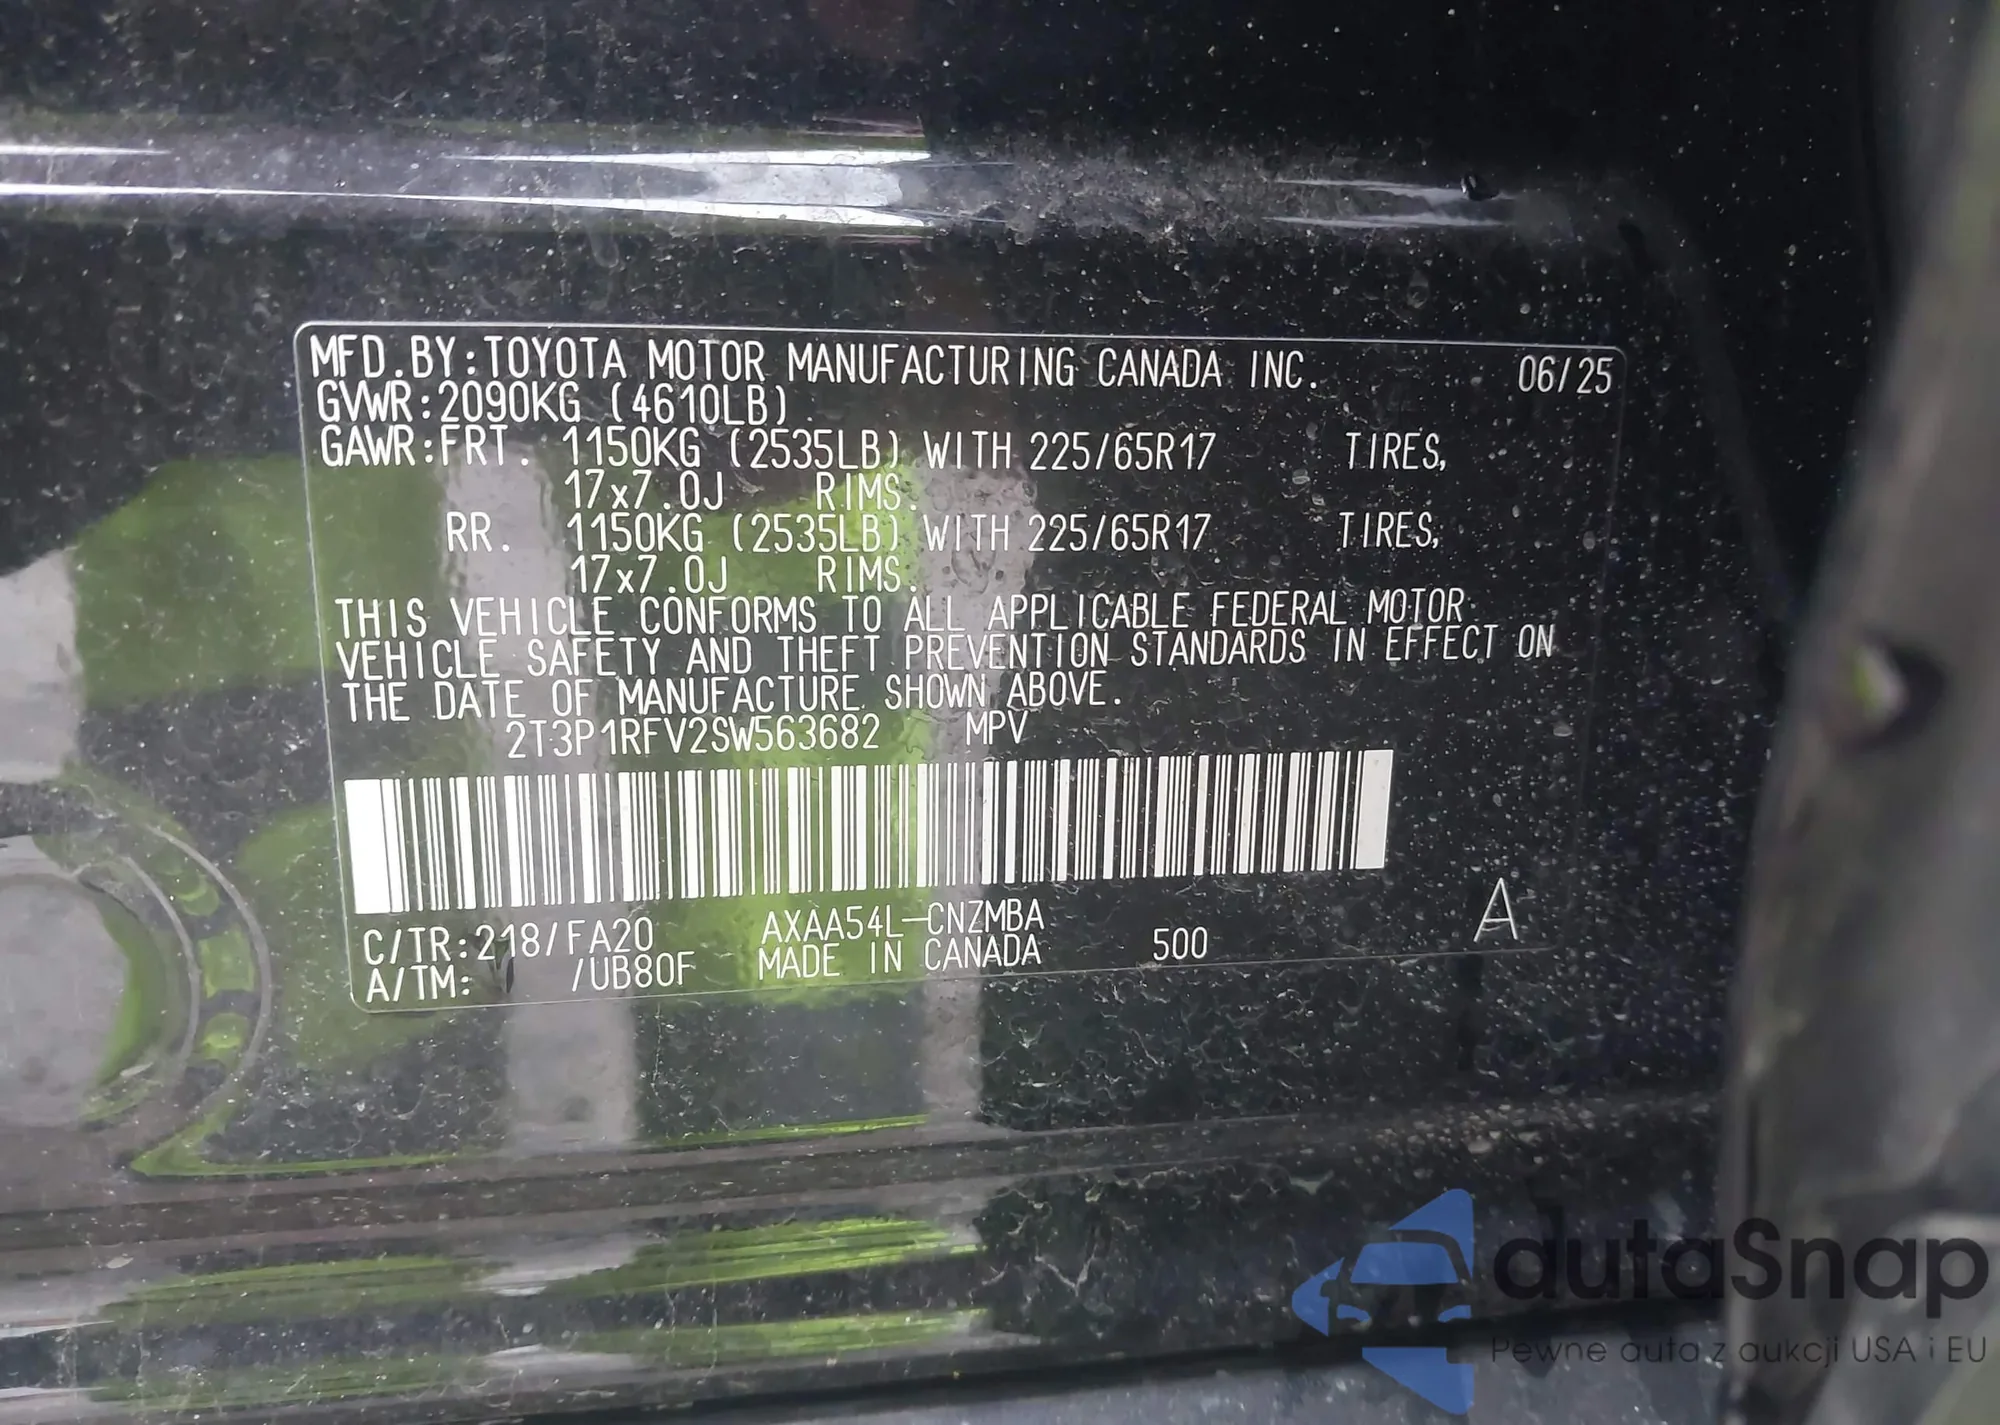 MFD.BY:TOYOTA MOTOR MANUFACTURING CANADA INC. 06/25
GVWR:2090KG (4610LB)
GAWR:FRT. 1150KG (2535LB) WITH 225/65R17 TIRES,
17x7.0J RIMS.
RR. 1150KG (2535LB) WITH 225/65R17 TIRES,
17x7.0J RIMS.
THIS VEHICLE CONFORMS TO ALL APPLICABLE FEDERAL MOTOR
VEHICLE SAFETY AND THEFT PREVENTION STANDARDS IN EFFECT ON
THE DATE OF MANUFACTURE SHOWN ABOVE.
2T3P1RFV2SW563682 MPV
C/TR:218/FA20 AXAA54L-CNZMBA
A/TM: /UB80F MADE IN CANADA 500 A
autaSnap
Pewne auta z aukcji USA i EU